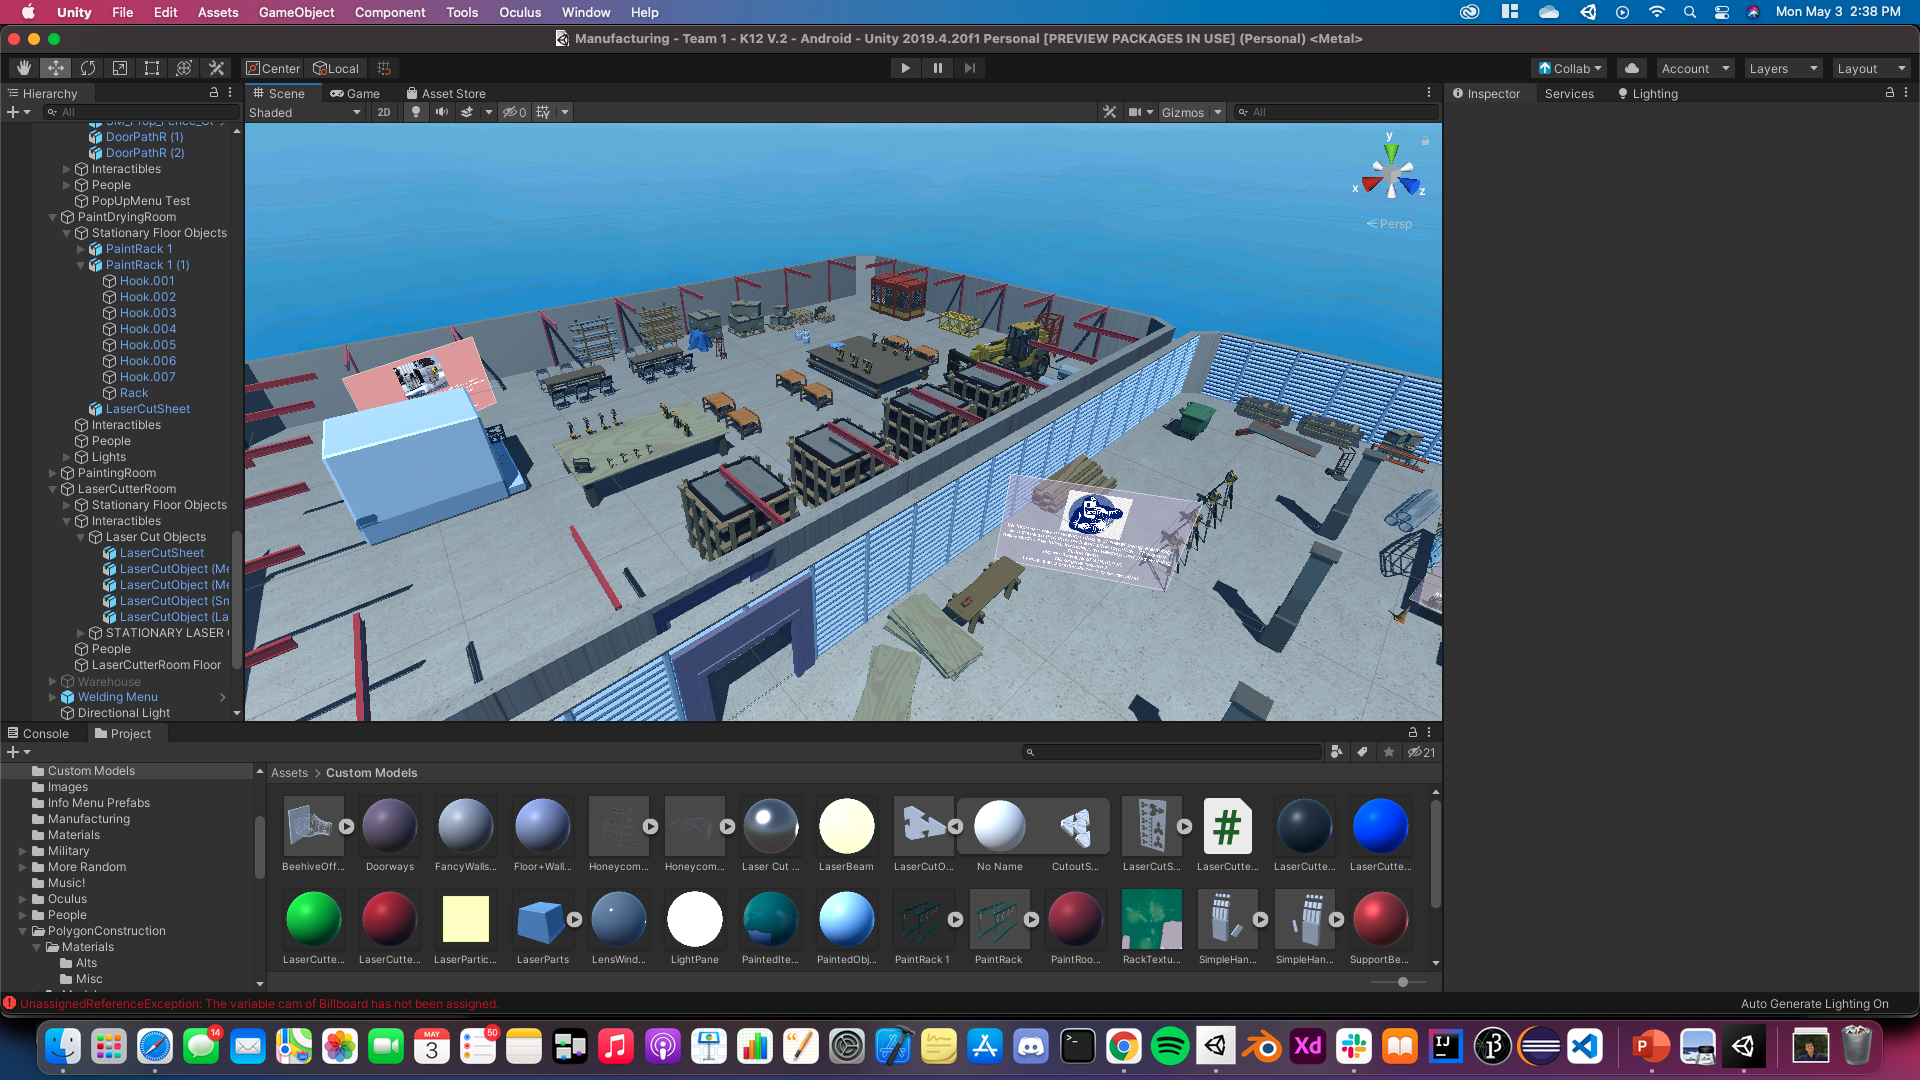 Unity File Edit Assets GameObject Component Tools Oculus Window Help
Mon May 3 2:38 PM
Manufacturing - Team 1 - K12 V.2 - Android - Unity 2019.4.20f1 Personal [PREVIEW PACKAGES IN USE] (Personal) <Metal>
Center Local
Collab Account Layers Layout
Hierarchy
All
Scene Game Asset Store
Shaded 2D 0 Gizmos All
Inspector Services Lighting
DoorPathR (1)
DoorPathR (2)
Interactibles
People
PopUpMenu Test
PaintDryingRoom
Stationary Floor Objects
PaintRack 1
PaintRack 1 (1)
Hook.001
Hook.002
Hook.003
Hook.004
Hook.005
Hook.006
Hook.007
Rack
LaserCutSheet
Interactibles
People
Lights
PaintingRoom
LaserCutterRoom
Stationary Floor Objects
Interactibles
Laser Cut Objects
LaserCutSheet
LaserCutObject (Me
LaserCutObject (Me
LaserCutObject (Sm
LaserCutObject (La
STATIONARY LASER
People
LaserCutterRoom Floor
Warehouse
Welding Menu
Directional Light
y
x
z
Persp
Console Project
21
Custom Models
Images
Info Menu Prefabs
Manufacturing
Materials
Military
More Random
Music!
Oculus
People
PolygonConstruction
Materials
Alts
Misc
Assets > Custom Models
BeehiveOff... Doorways FancyWalls... Floor+Wall... Honeycom... Honeycom... Laser Cut ... LaserBeam LaserCutO... No Name CutoutS... LaserCutS... LaserCutte... LaserCutte... LaserCutte...
LaserCutte... LaserCutte... LaserPartic... LaserParts LensWind... LightPane PaintedIte... PaintedObj... PaintRack 1 PaintRack PaintRoo... RackTextu... SimpleHan... SimpleHan... SupportBe...
UnassignedReferenceException: The variable cam of Billboard has not been assigned.
Auto Generate Lighting On
14
MAY
3
50
Xd
IJ
P